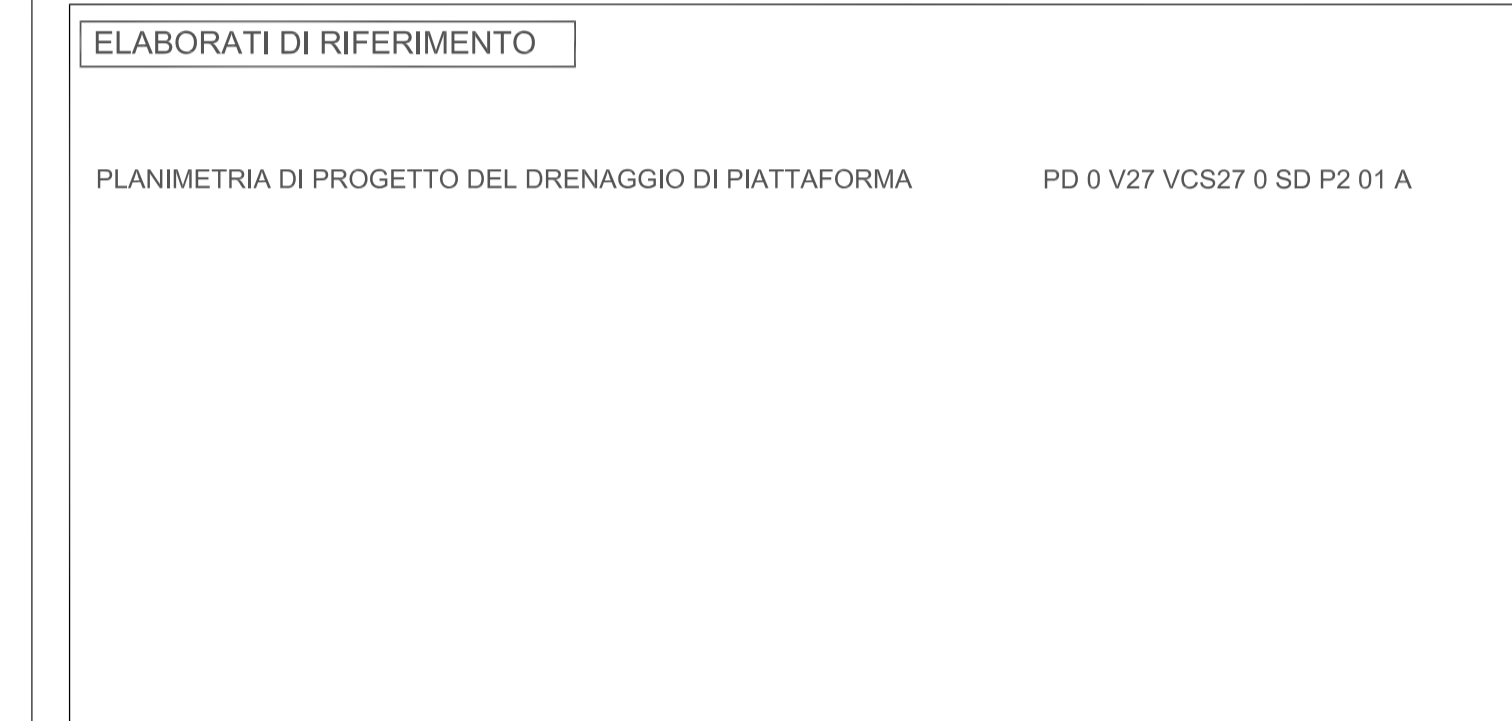 ELABORATI DI RIFERIMENTO
PLANIMETRIA DI PROGETTO DEL DRENAGGIO DI PIATTAFORMA PD 0 V27 VCS27 0 SD P2 01 A